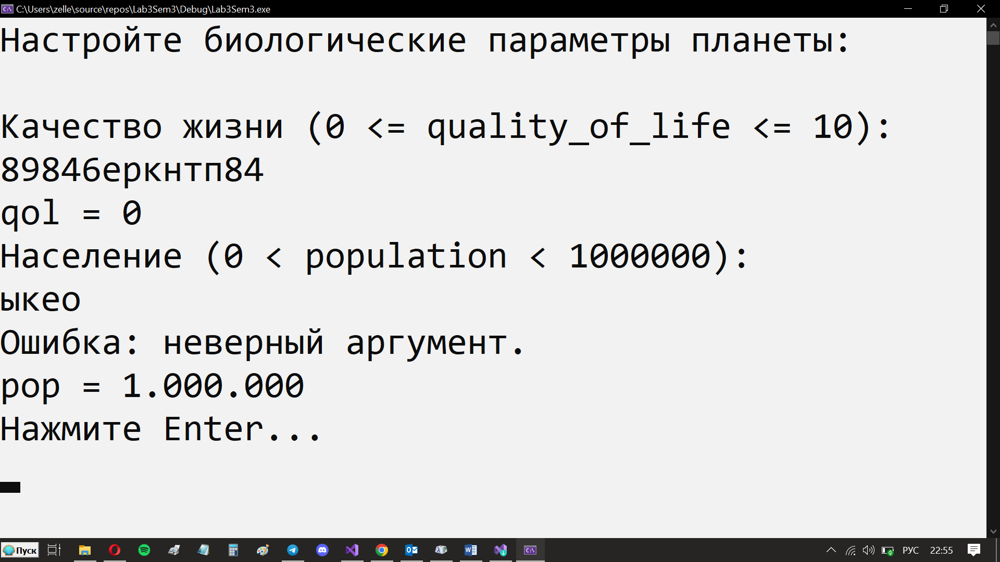 C:\Users\zelle\source\repos\Lab3Sem3\Debug\Lab3Sem3.exe
Настройте биологические параметры планеты:
Качество жизни (0 <= quality_of_life <= 10):
89846еркнтп84
qol = 0
Население (0 < population < 1000000):
ыкео
Ошибка: неверный аргумент.
pop = 1.000.000
Нажмите Enter...
Пуск
РУС
22:55